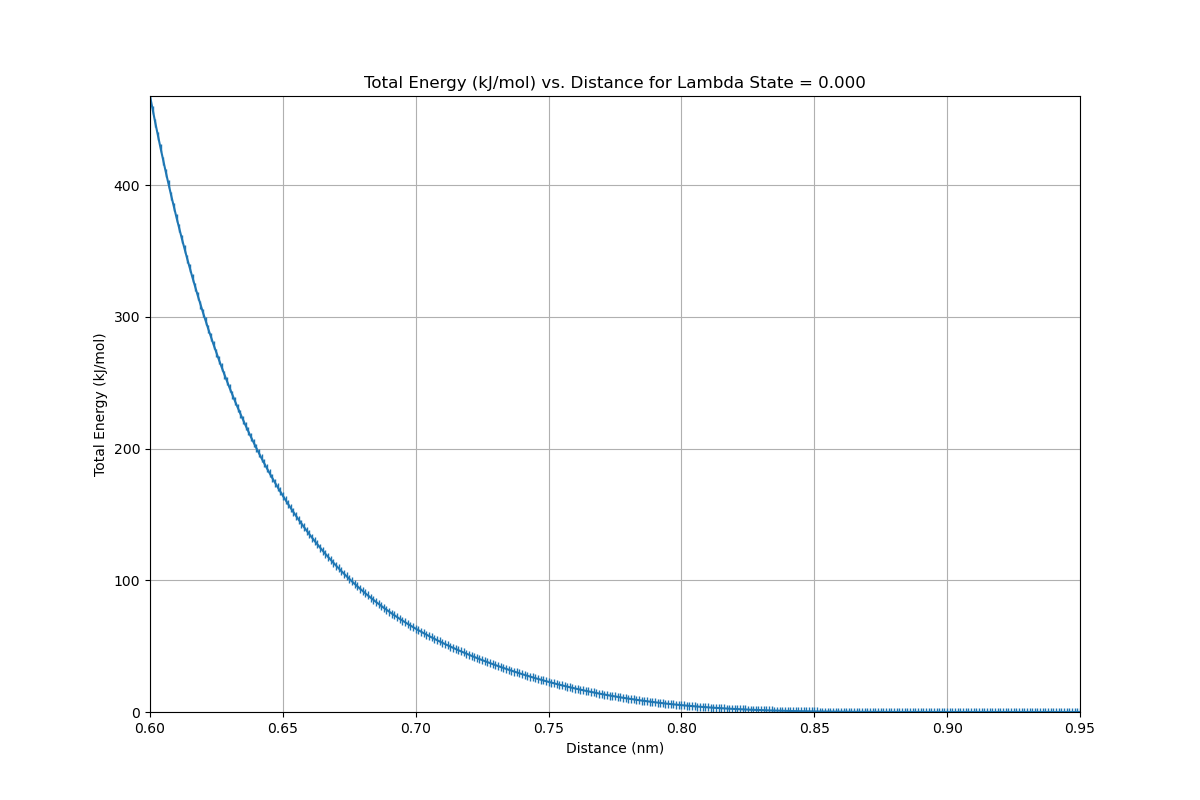 Total Energy (kJ/mol) vs. Distance for Lambda State = 0.000
Total Energy (kJ/mol)
400
300
200
100
0
0.60 0.65 0.70 0.75 0.80 0.85 0.90 0.95
Distance (nm)